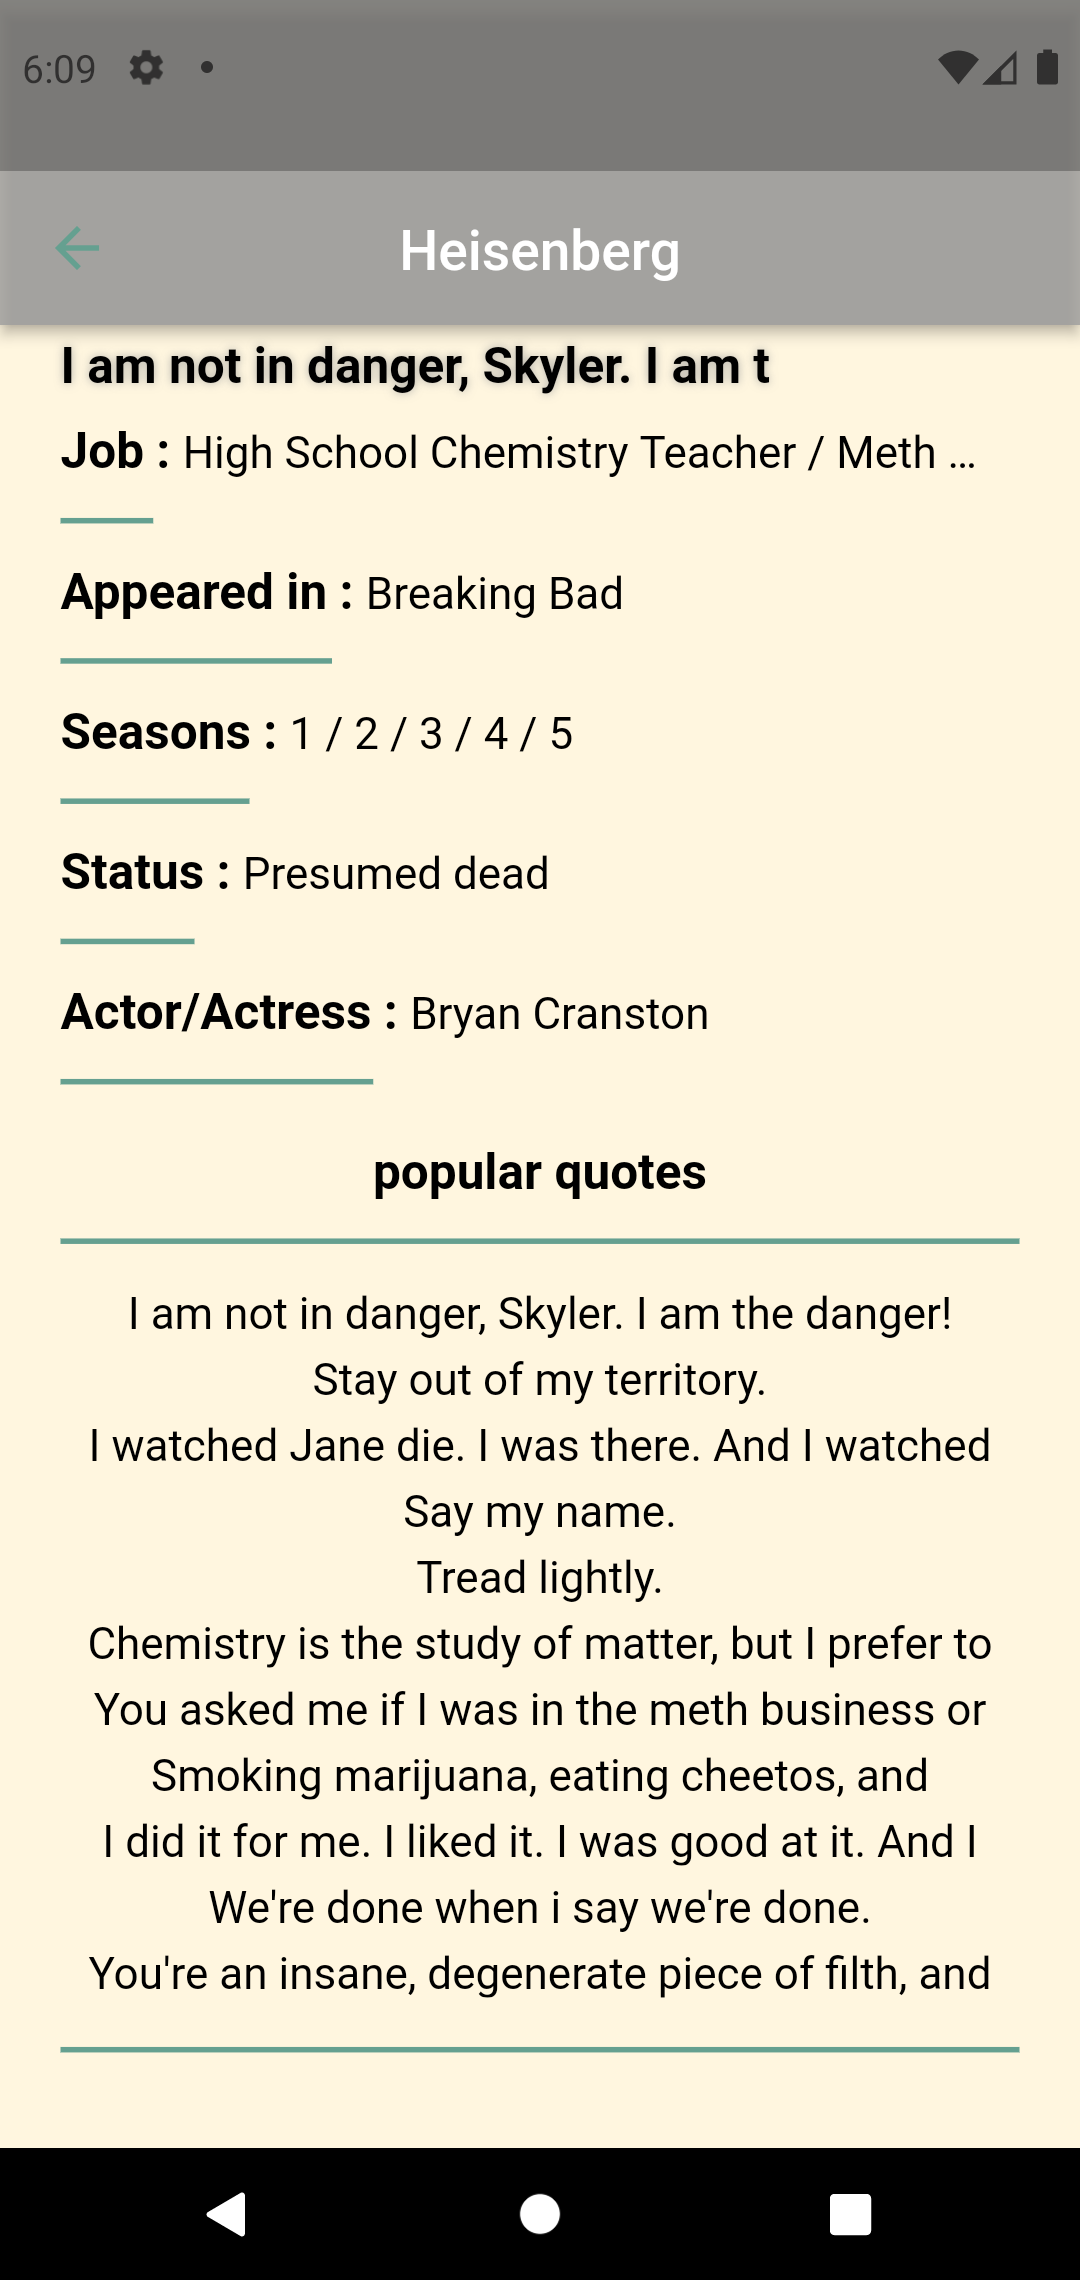 6:09
Heisenberg
I am not in danger, Skyler. I am t
Job : High School Chemistry Teacher / Meth ...
Appeared in : Breaking Bad
Seasons : 1 / 2 / 3 / 4 / 5
Status : Presumed dead
Actor/Actress : Bryan Cranston
popular quotes
I am not in danger, Skyler. I am the danger!
Stay out of my territory.
I watched Jane die. I was there. And I watched
Say my name.
Tread lightly.
Chemistry is the study of matter, but I prefer to
You asked me if I was in the meth business or
Smoking marijuana, eating cheetos, and
I did it for me. I liked it. I was good at it. And I
We're done when i say we're done.
You're an insane, degenerate piece of filth, and